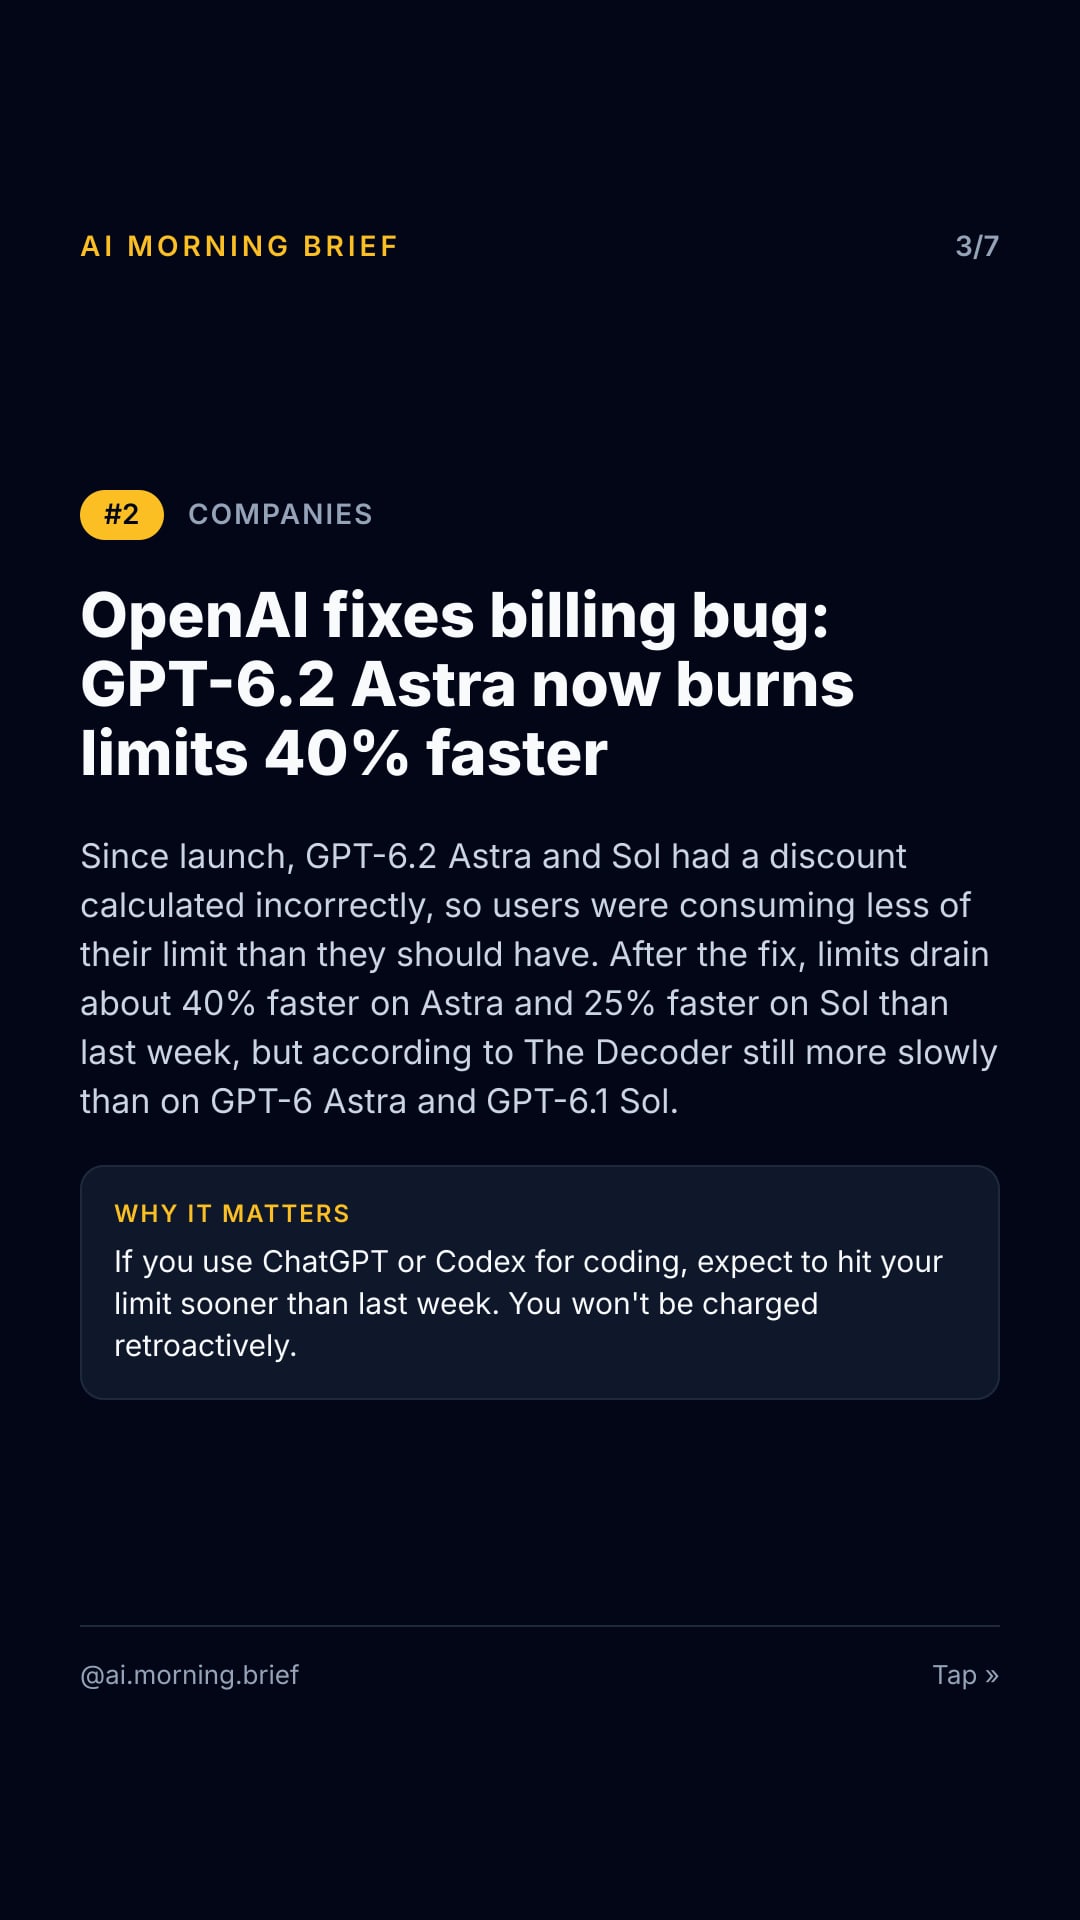 AI MORNING BRIEF
3/7
#2 COMPANIES
OpenAI fixes billing bug:
GPT-6.2 Astra now burns
limits 40% faster
Since launch, GPT-6.2 Astra and Sol had a discount
calculated incorrectly, so users were consuming less of
their limit than they should have. After the fix, limits drain
about 40% faster on Astra and 25% faster on Sol than
last week, but according to The Decoder still more slowly
than on GPT-6 Astra and GPT-6.1 Sol.
WHY IT MATTERS
If you use ChatGPT or Codex for coding, expect to hit your
limit sooner than last week. You won't be charged
retroactively.
@ai.morning.brief
Tap »